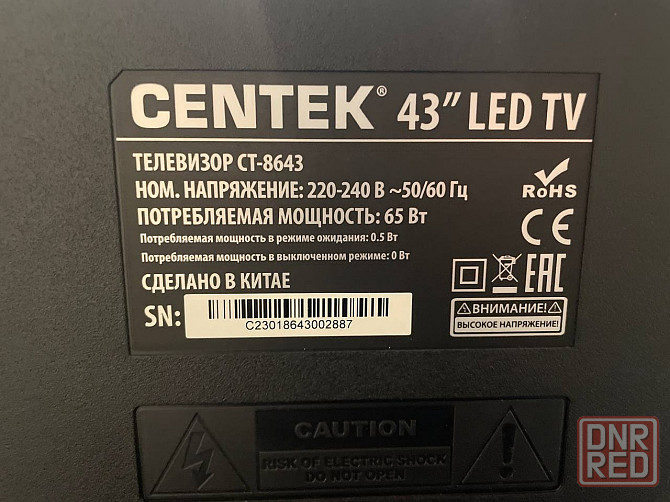 CENTEK® 43" LED TV
ТЕЛЕВИЗОР CT-8643
НОМ. НАПРЯЖЕНИЕ: 220-240 В ~50/60 Гц
ПОТРЕБЛЯЕМАЯ МОЩНОСТЬ: 65 Вт
Потребляемая мощность в режиме ожидания: 0.5 Вт
Потребляемая мощность в выключенном режиме: 0 Вт
СДЕЛАНО В КИТАЕ
SN:
C23018643002887
RoHS
CE
EAC
ВНИМАНИЕ!
ВЫСОКОЕ НАПРЯЖЕНИЕ!
CAUTION
RISK OF ELECTRIC SHOCK
DO NOT OPEN
DNR
RED